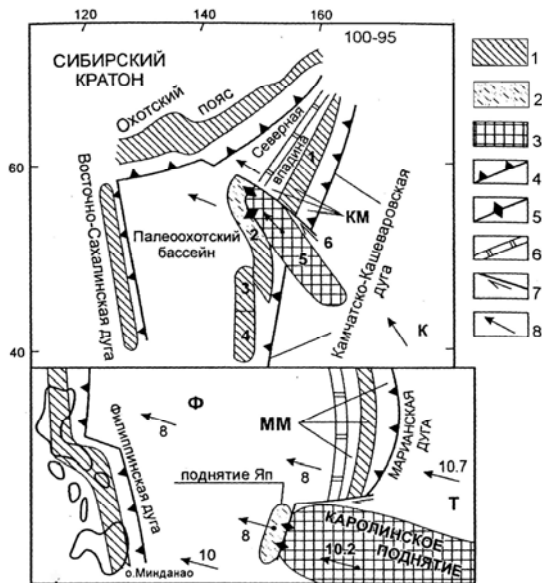 120 140 160
100-95
СИБИРСКИЙ
КРАТОН
Охотский
пояс
Северная
впадина
1
КМ
60
Восточно-Сахалинская дуга
Палеоохотский
бассейн
2
3
4
5
6
Камчатско-Кашеваровская
дуга
К
40
1
2
3
4
5
6
7
8
Филиппинская
дуга
Ф
8
ММ
МАРИАНСКАЯ
ДУГА
8
10.7
поднятие Яп
Т
8
КАРОЛИНСКОЕ
ПОДНЯТИЕ
10
10.2
о.Минданао